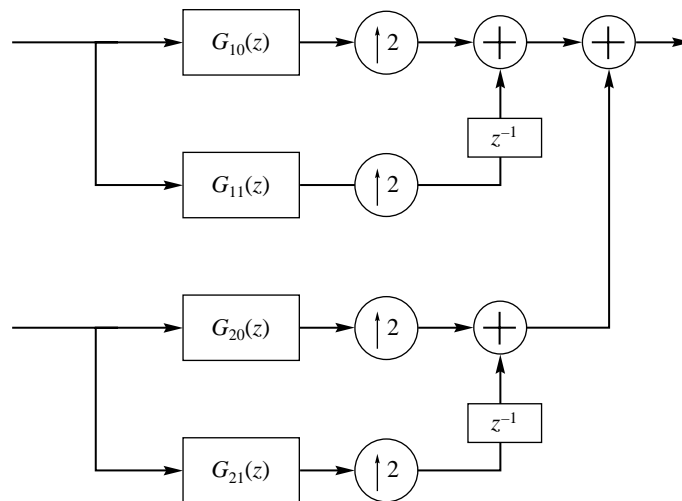 G₁₀(z)
↑2
+
+
z⁻¹
G₁₁(z)
↑2
G₂₀(z)
↑2
+
z⁻¹
G₂₁(z)
↑2